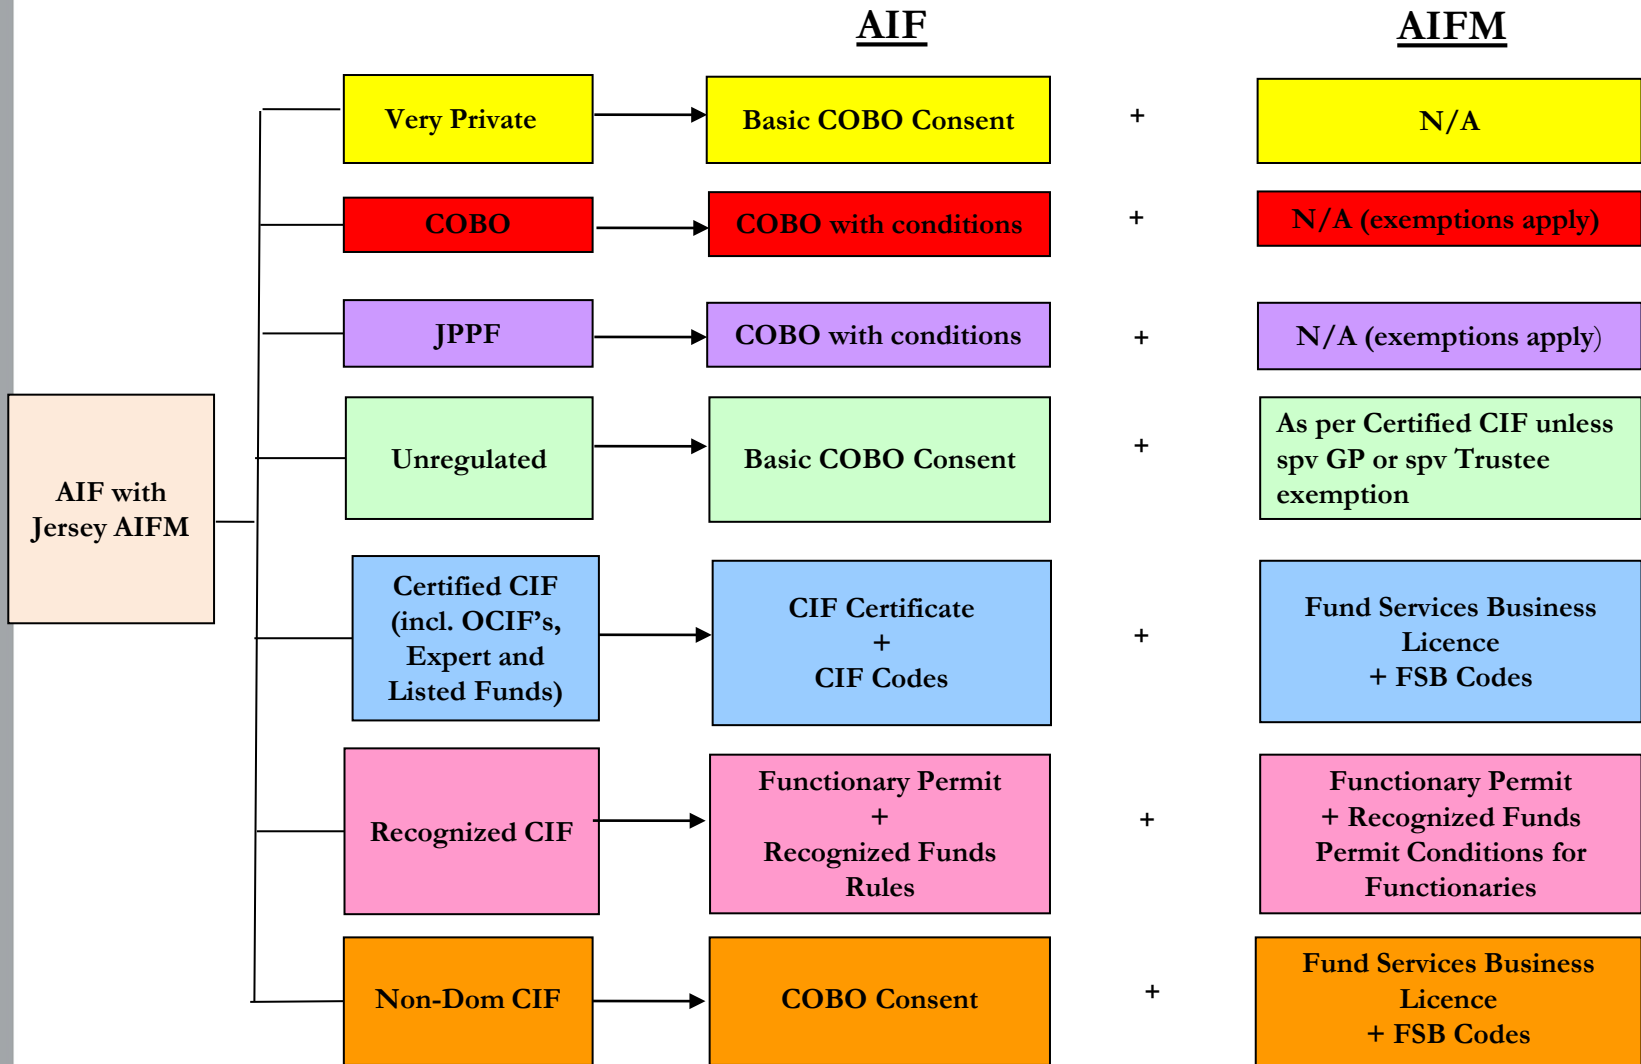 AIF
AIFM
Very Private
Basic COBO Consent
+
N/A
COBO
COBO with conditions
+
N/A (exemptions apply)
JPPF
COBO with conditions
+
N/A (exemptions apply)
AIF with
Jersey AIFM
Unregulated
Basic COBO Consent
+
As per Certified CIF unless
spv GP or spv Trustee
exemption
Certified CIF
(incl. OCIF’s,
Expert and
Listed Funds)
CIF Certificate
+
CIF Codes
+
Fund Services Business
Licence
+ FSB Codes
Recognized CIF
Functionary Permit
+
Recognized Funds
Rules
+
Functionary Permit
+ Recognized Funds
Permit Conditions for
Functionaries
Non-Dom CIF
COBO Consent
+
Fund Services Business
Licence
+ FSB Codes